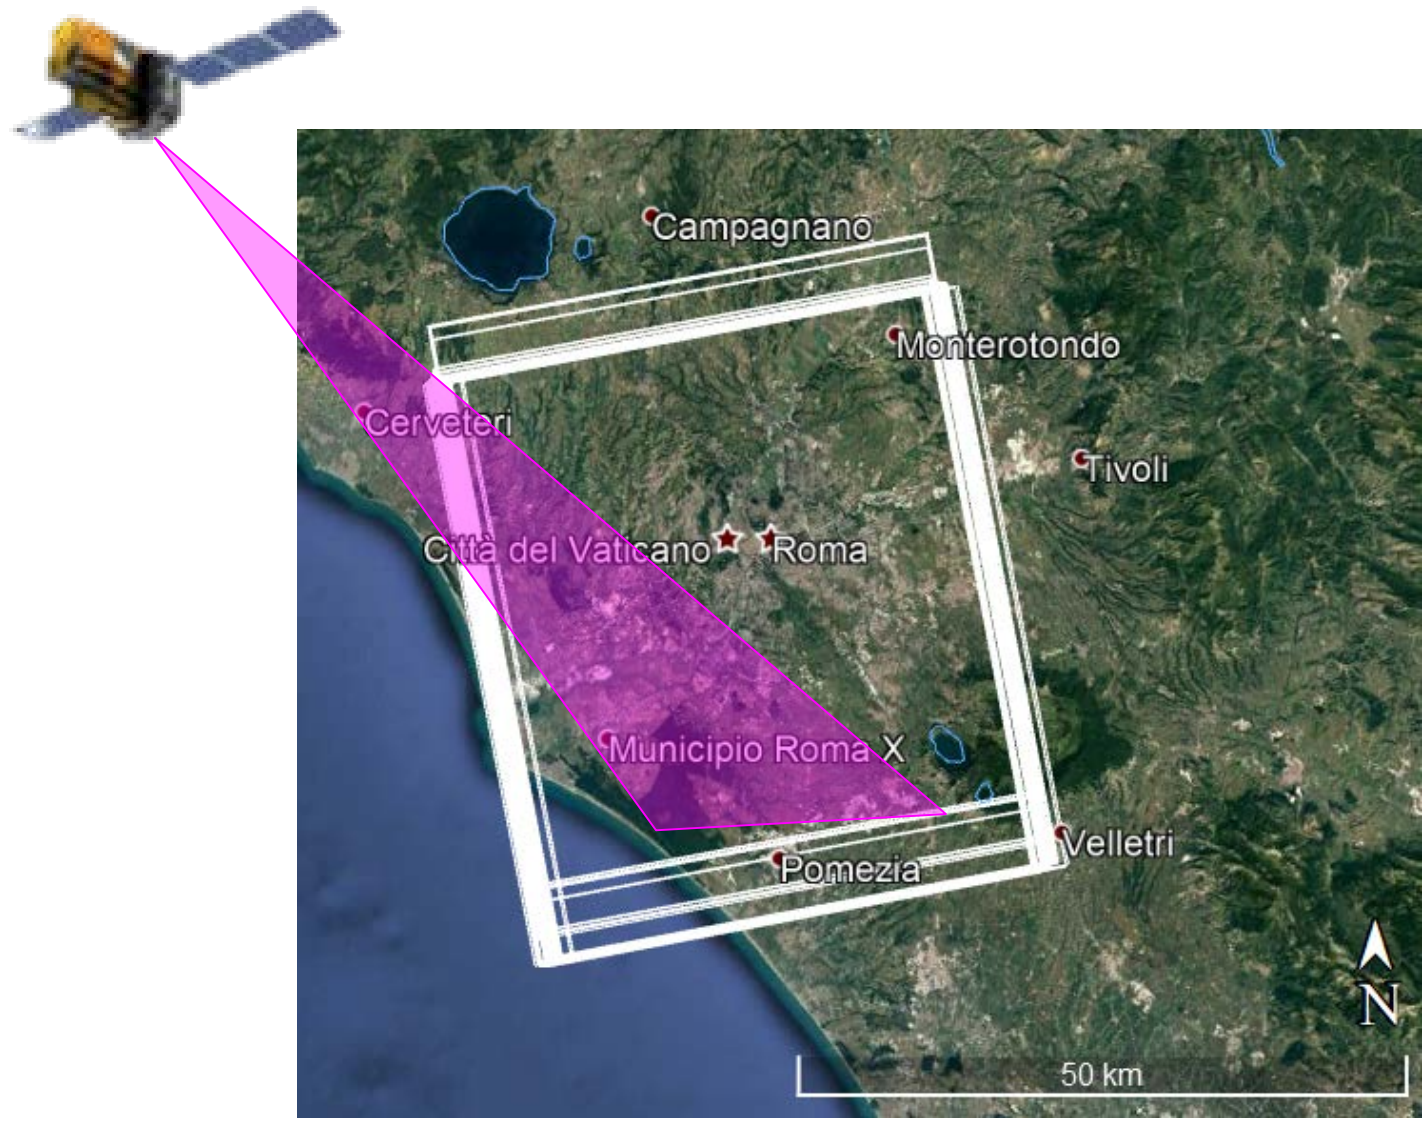 Campagnano
Monterotondo
Cerveteri
Tivoli
Città del Vaticano
Roma
Municipio Roma X
Velletri
Pomezia
N
50 km